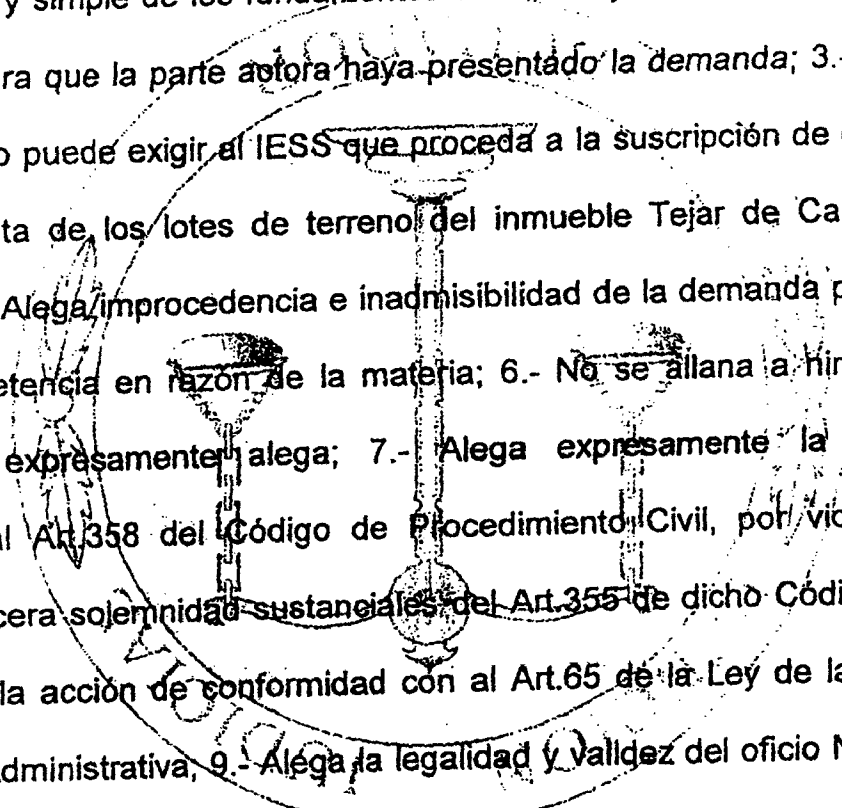 y simple de los
ra que la parte actora haya presentado la demanda; 3.-
o puede exigir al IESS que proceda a la suscripción de
ta de los lotes de terreno del inmueble Tejar de Ca
Alega improcedencia e inadmisibilidad de la demanda p
etencia en razón de la materia; 6.- No se allana a nin
expresamente alega; 7.- Alega expresamente la
al Art.358 del Código de Procedimiento Civil, por vio
cera solemnidad sustanciales del Art.355 de dicho Códi
la acción de conformidad con al Art.65 de la Ley de la
dministrativa; 9.- Alega la legalidad y validez del oficio N